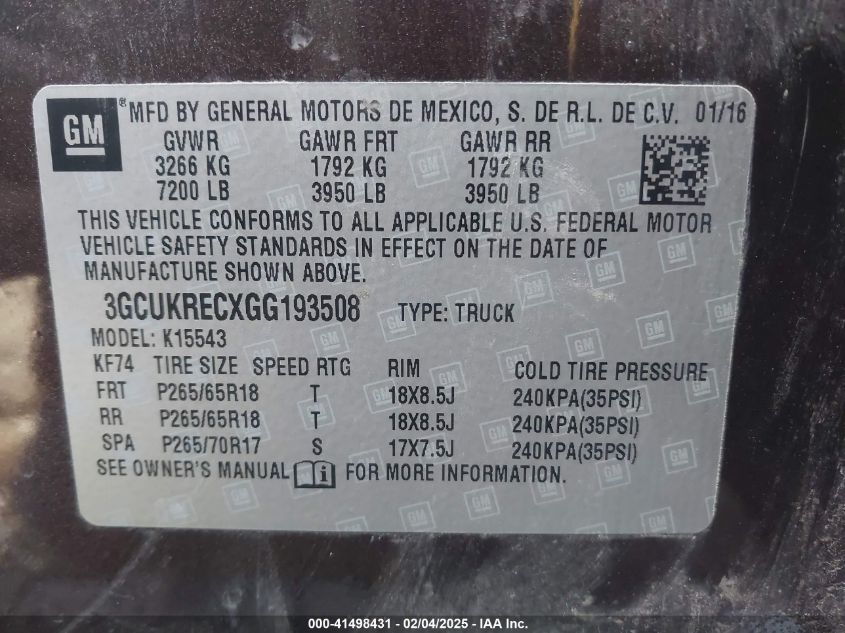 GM ® MFD BY GENERAL MOTORS DE MEXICO, S. DE R.L. DE C.V. 01/16
GVWR GAWR FRT GAWR RR
3266 KG 1792 KG 1792 KG
7200 LB 3950 LB 3950 LB
THIS VEHICLE CONFORMS TO ALL APPLICABLE U.S. FEDERAL MOTOR
VEHICLE SAFETY STANDARDS IN EFFECT ON THE DATE OF
MANUFACTURE SHOWN ABOVE.
3GCUKRECXGG193508 TYPE: TRUCK
MODEL: K15543
KF74 TIRE SIZE SPEED RTG RIM COLD TIRE PRESSURE
FRT P265/65R18 T 18X8.5J 240KPA(35PSI)
RR P265/65R18 T 18X8.5J 240KPA(35PSI)
SPA P265/70R17 S 17X7.5J 240KPA(35PSI)
SEE OWNER'S MANUAL i FOR MORE INFORMATION.
000-41498431 - 02/04/2025 - IAA Inc.